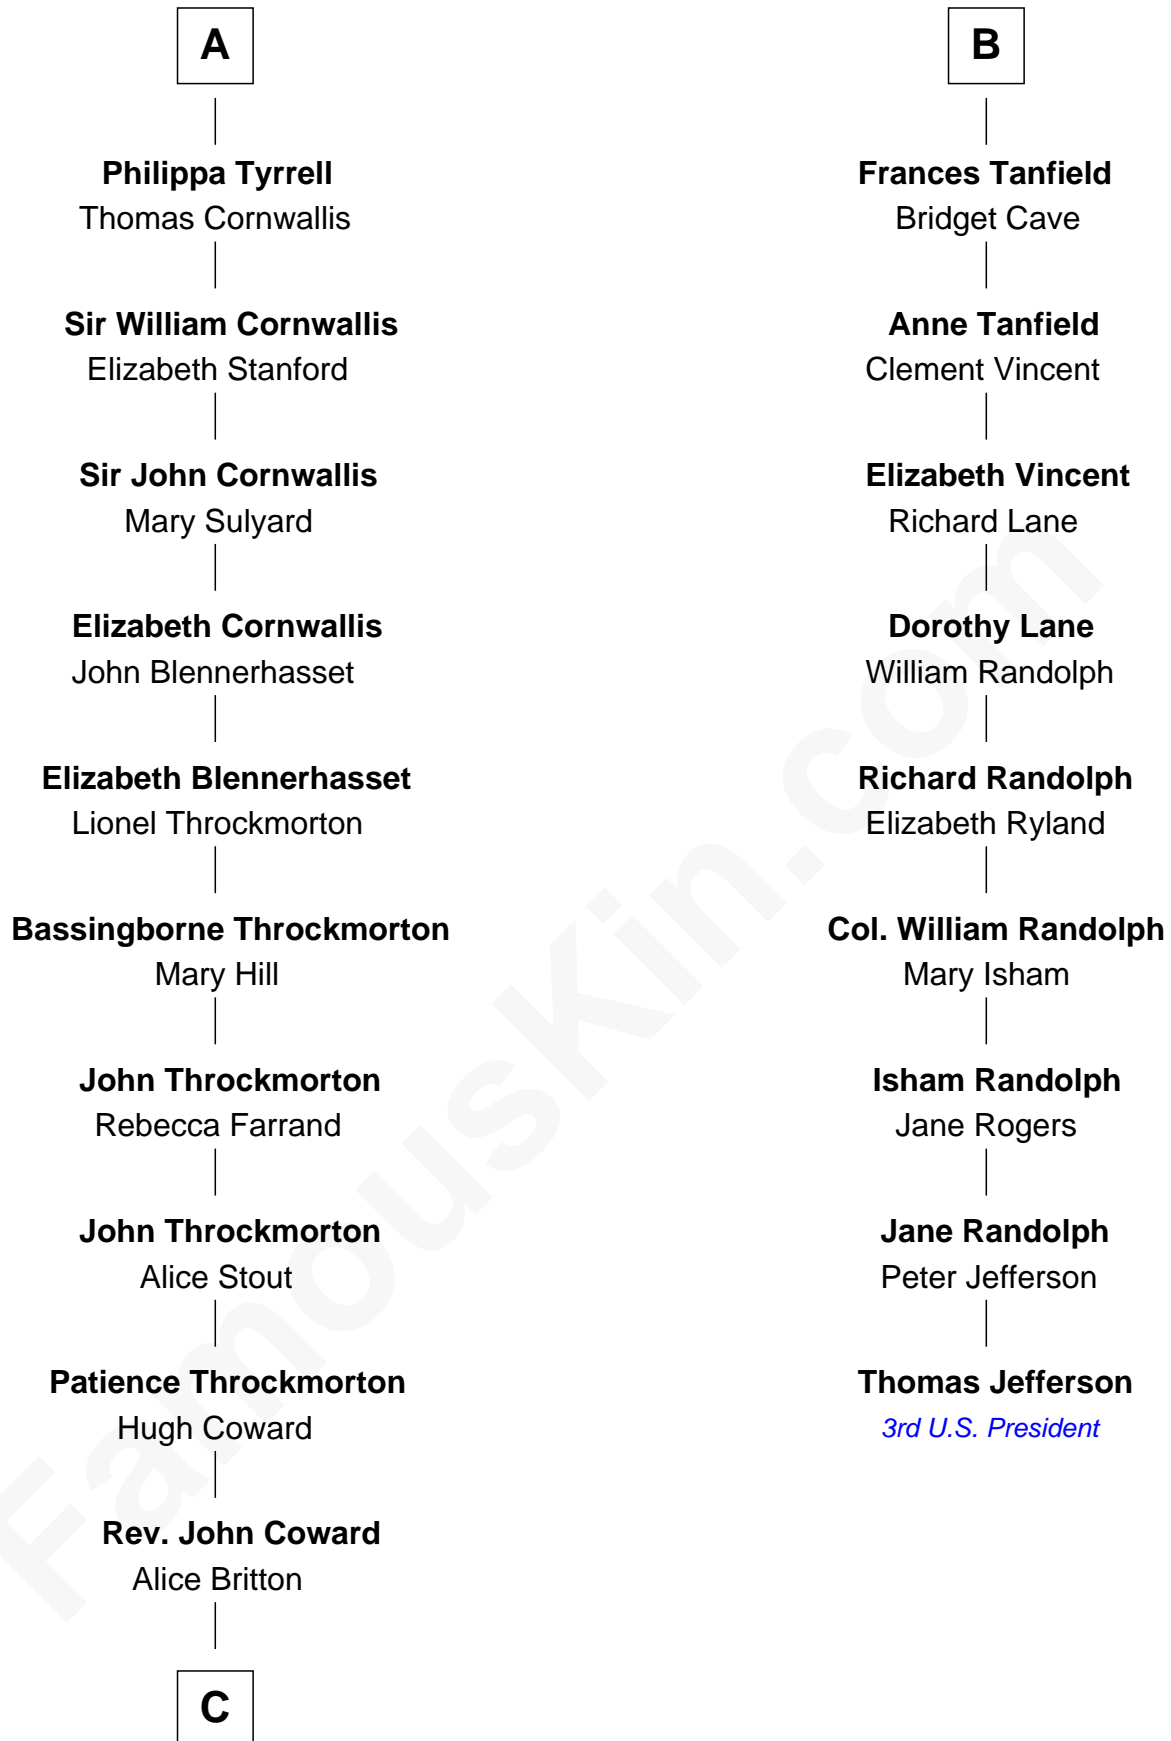 A
Philippa Tyrrell
Thomas Cornwallis
Sir William Cornwallis
Elizabeth Stanford
Sir John Cornwallis
Mary Sulyard
Elizabeth Cornwallis
John Blennerhasset
Elizabeth Blennerhasset
Lionel Throckmorton
Bassingborne Throckmorton
Mary Hill
John Throckmorton
Rebecca Farrand
John Throckmorton
Alice Stout
Patience Throckmorton
Hugh Coward
Rev. John Coward
Alice Britton
C
B
Frances Tanfield
Bridget Cave
Anne Tanfield
Clement Vincent
Elizabeth Vincent
Richard Lane
Dorothy Lane
William Randolph
Richard Randolph
Elizabeth Ryland
Col. William Randolph
Mary Isham
Isham Randolph
Jane Rogers
Jane Randolph
Peter Jefferson
Thomas Jefferson
3rd U.S. President
FamousKin.com